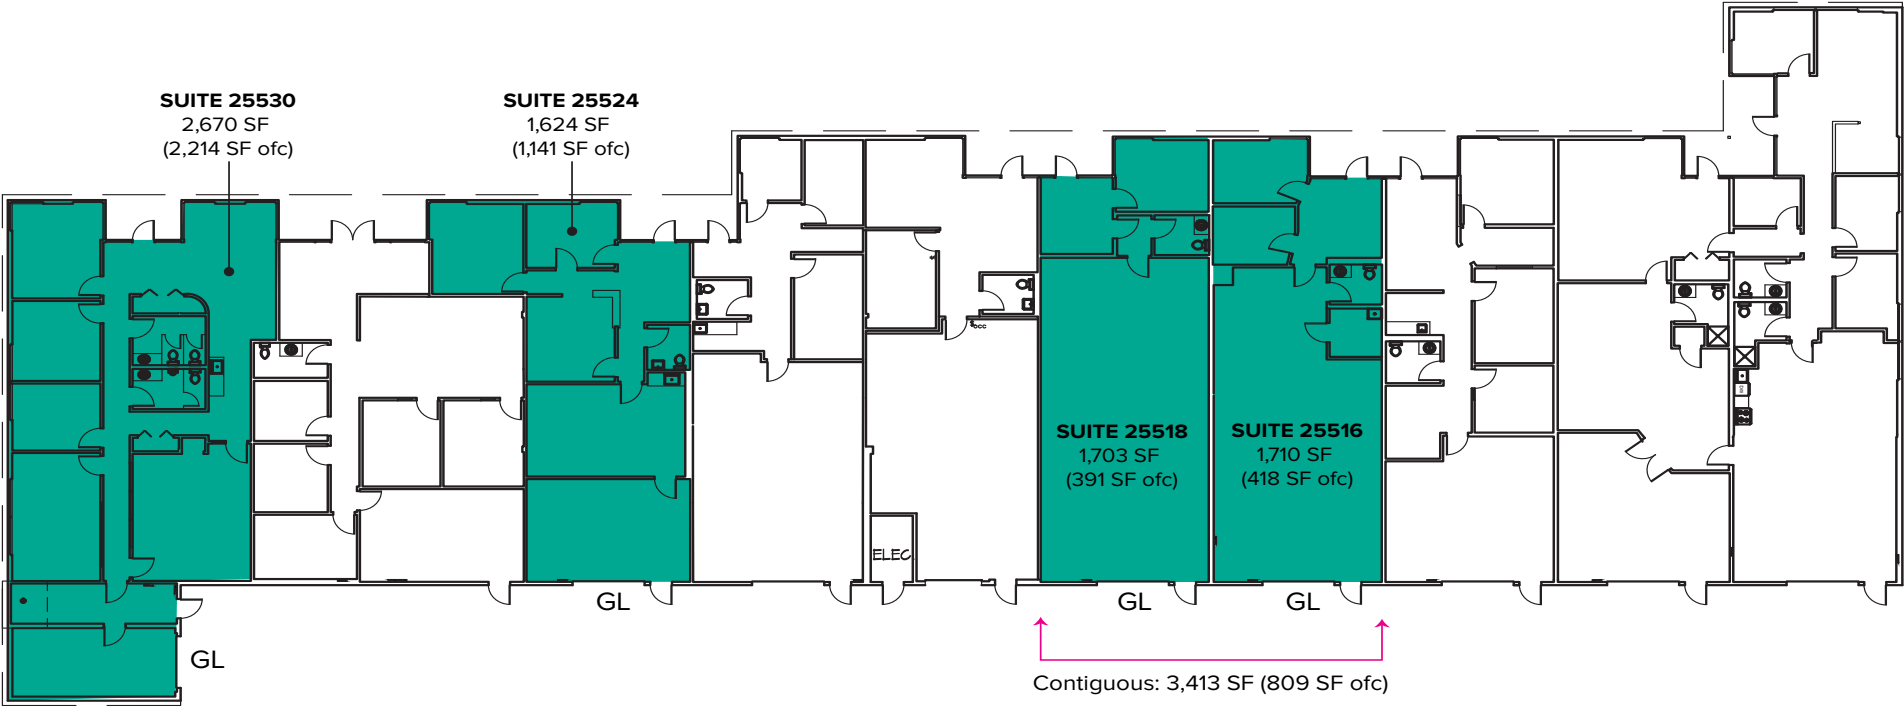 SUITE 25530
2,670 SF
(2,214 SF ofc)
SUITE 25524
1,624 SF
(1,141 SF ofc)
SUITE 25518
1,703 SF
(391 SF ofc)
SUITE 25516
1,710 SF
(418 SF ofc)
ELEC
GL
GL
GL
GL
Contiguous: 3,413 SF (809 SF ofc)